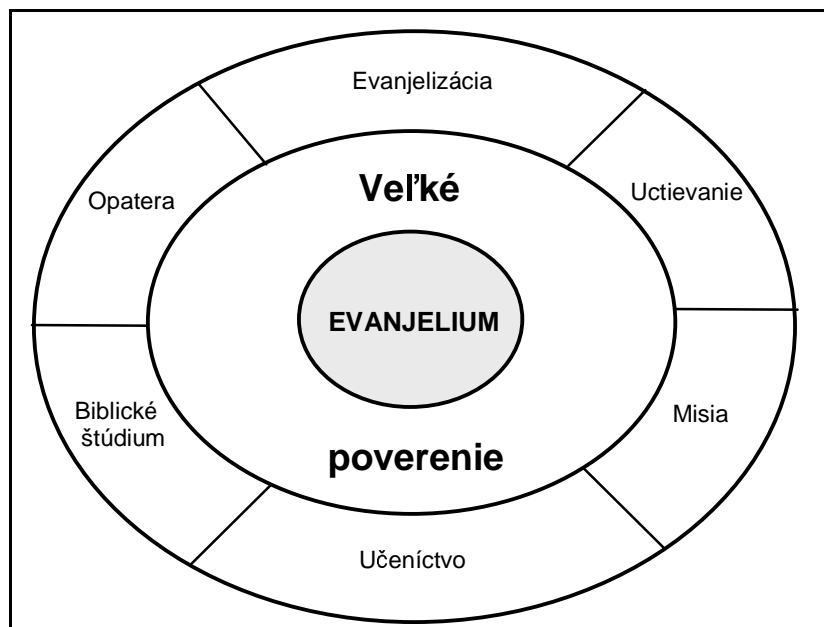 Evanjelizácia
Opatera
Veľké
Uctievanie
EVANJELIUM
Biblické
štúdium
Misia
poverenie
Učeníctvo